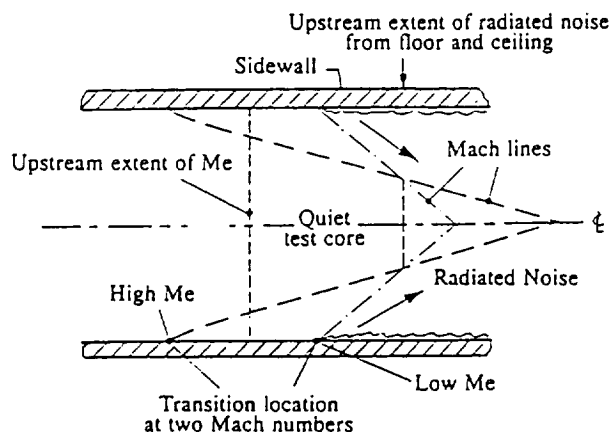 Upstream extent of radiated noise
from floor and ceiling
Sidewall
Mach lines
Upstream extent of Me
Quiet
test core
℄
High Me
Radiated Noise
Low Me
Transition location
at two Mach numbers